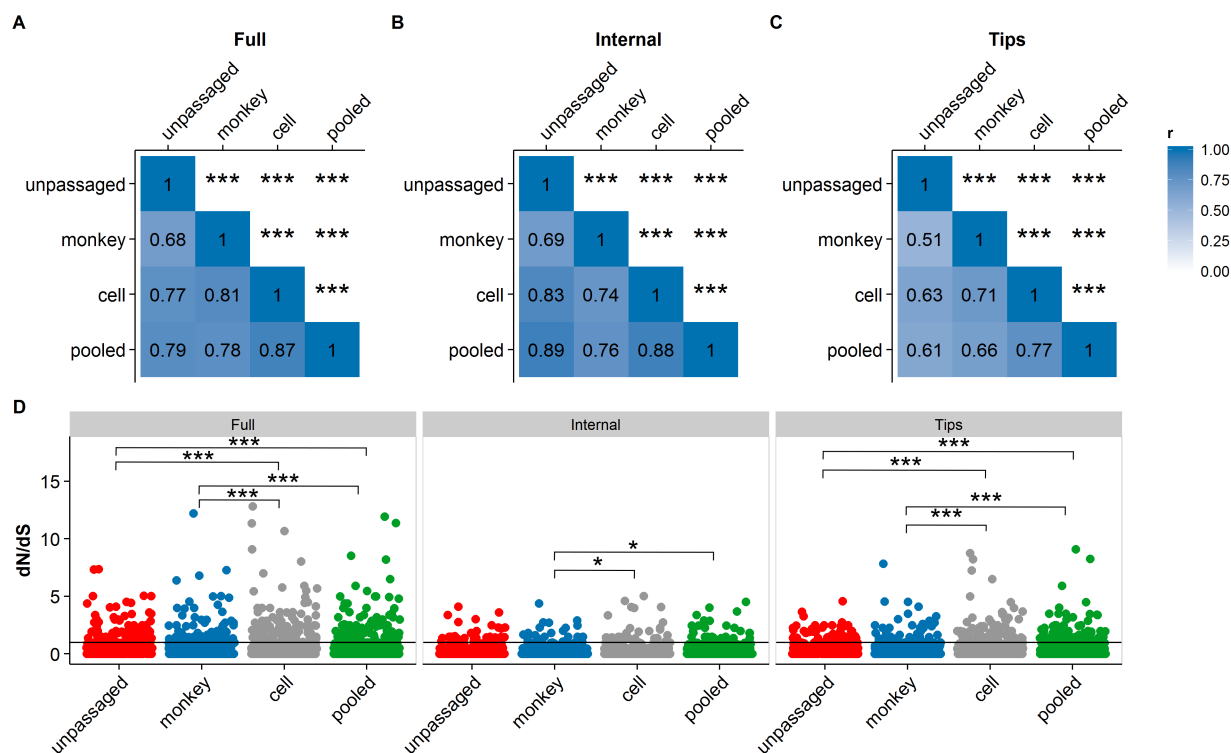 A
B
C
Full
Internal
Tips
unpassaged monkey cell pooled
unpassaged monkey cell pooled
unpassaged monkey cell pooled
r
1.00
0.75
0.50
0.25
0.00
unpassaged 1 *** *** ***
monkey 0.68 1 *** ***
cell 0.77 0.81 1 ***
pooled 0.79 0.78 0.87 1
unpassaged 1 *** *** ***
monkey 0.69 1 *** ***
cell 0.83 0.74 1 ***
pooled 0.89 0.76 0.88 1
unpassaged 1 *** *** ***
monkey 0.51 1 *** ***
cell 0.63 0.71 1 ***
pooled 0.61 0.66 0.77 1
D
Full
Internal
Tips
dN/dS
15
10
5
0
***
***
***
***
*
*
***
***
***
***
unpassaged monkey cell pooled
unpassaged monkey cell pooled
unpassaged monkey cell pooled